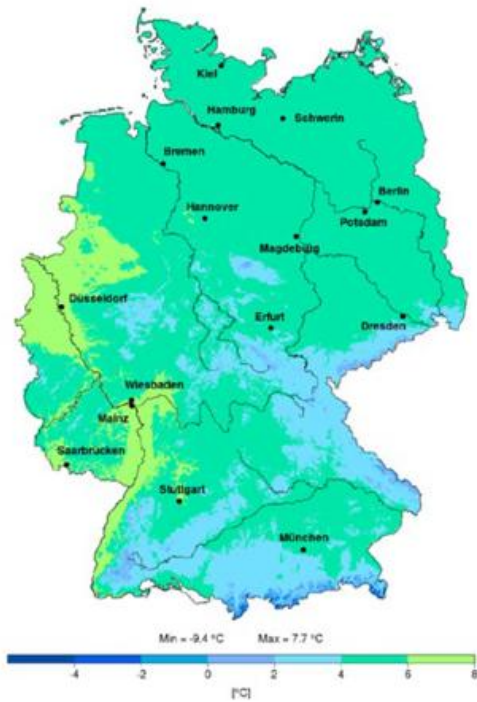 Kiel
Hamburg
Schwerin
Bremen
Berlin
Hannover
Potsdam
Magdeburg
Düsseldorf
Erfurt
Dresden
Wiesbaden
Mainz
Saarbrücken
Stuttgart
München
Min = -9.4 °C Max = 7.7 °C
-4 -2 0 2 4 6 8
[°C]